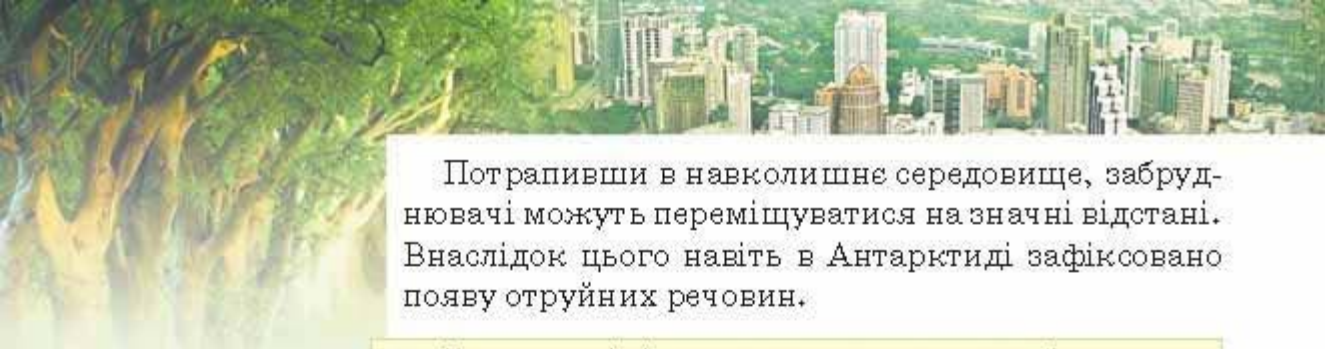 Потрапивши в навколишнє середовище, забруд-
нювачі можуть переміщуватися на значні відстані.
Внаслідок цього навіть в Антарктиді зафіксовано
появу отруйних речовин.